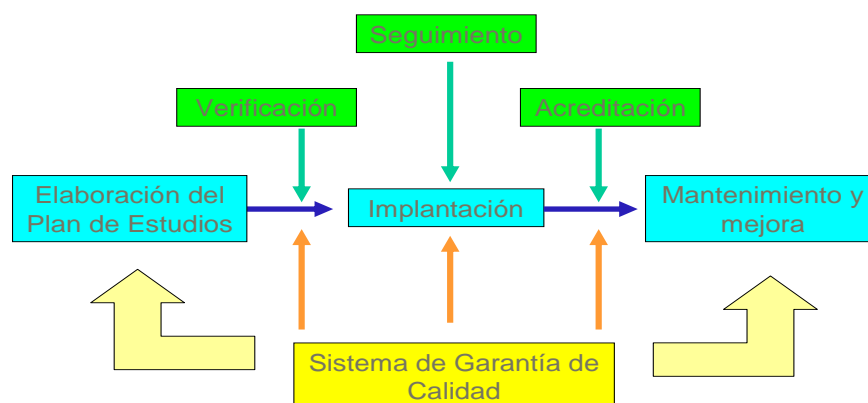 Seguimiento
Verificación
Acreditación
Elaboración del
Plan de Estudios
Implantación
Mantenimiento y
mejora
Sistema de Garantía de
Calidad